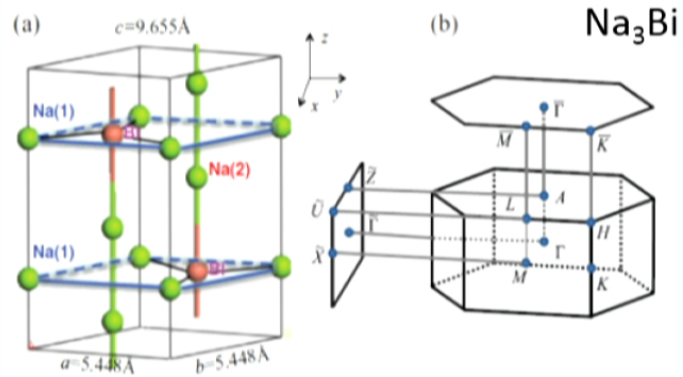 (a)
c=9.655Å
z
y
x
Na(1)
Bi
Na(2)
Na(1)
Bi
a=5.448Å
b=5.448Å
(b)
Na₃Bi
Γ̅
M̅
K̅
Z̃
Ũ
Γ̃
X̃
L
A
H
Γ
M
K